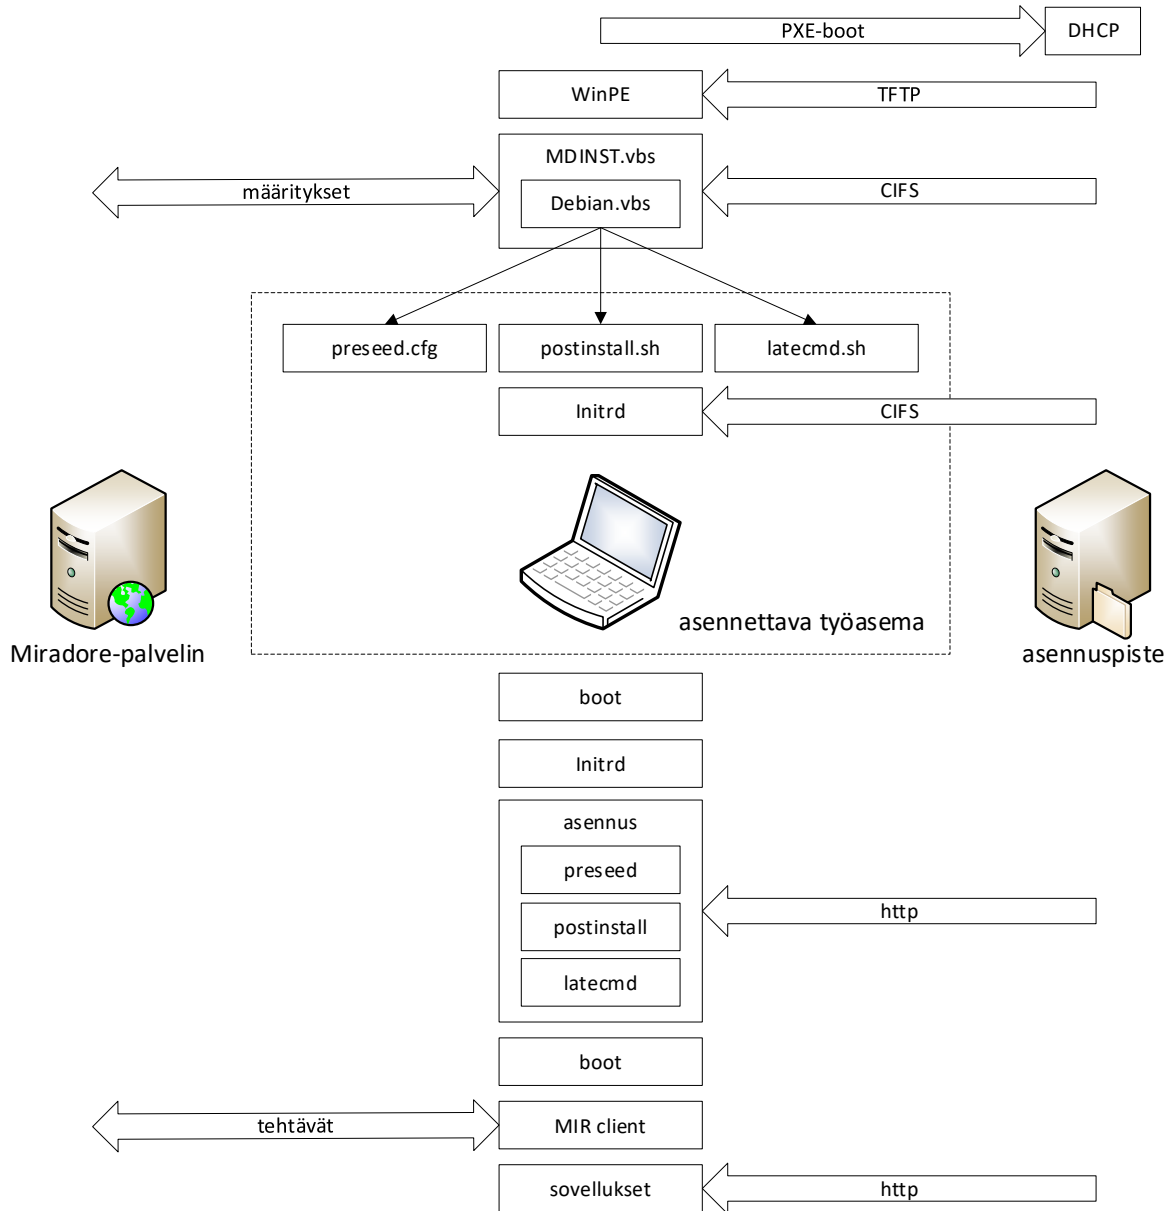 PXE-boot
DHCP
WinPE
TFTP
MDINST.vbs
määritykset
CIFS
Debian.vbs
preseed.cfg
postinstall.sh
latecmd.sh
Initrd
CIFS
asennettava työasema
Miradore-palvelin
asennuspiste
boot
Initrd
asennus
preseed
postinstall
http
latecmd
boot
tehtävät
MIR client
sovellukset
http